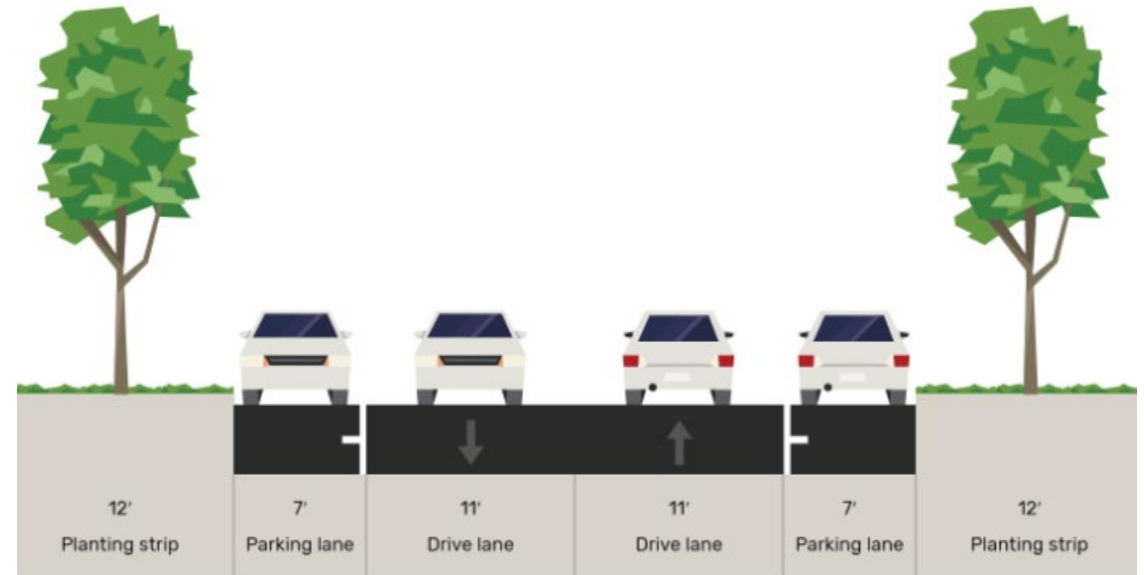 12′ 7′ 11′ 11′ 7′ 12′
Planting strip Parking lane Drive lane Drive lane Parking lane Planting strip